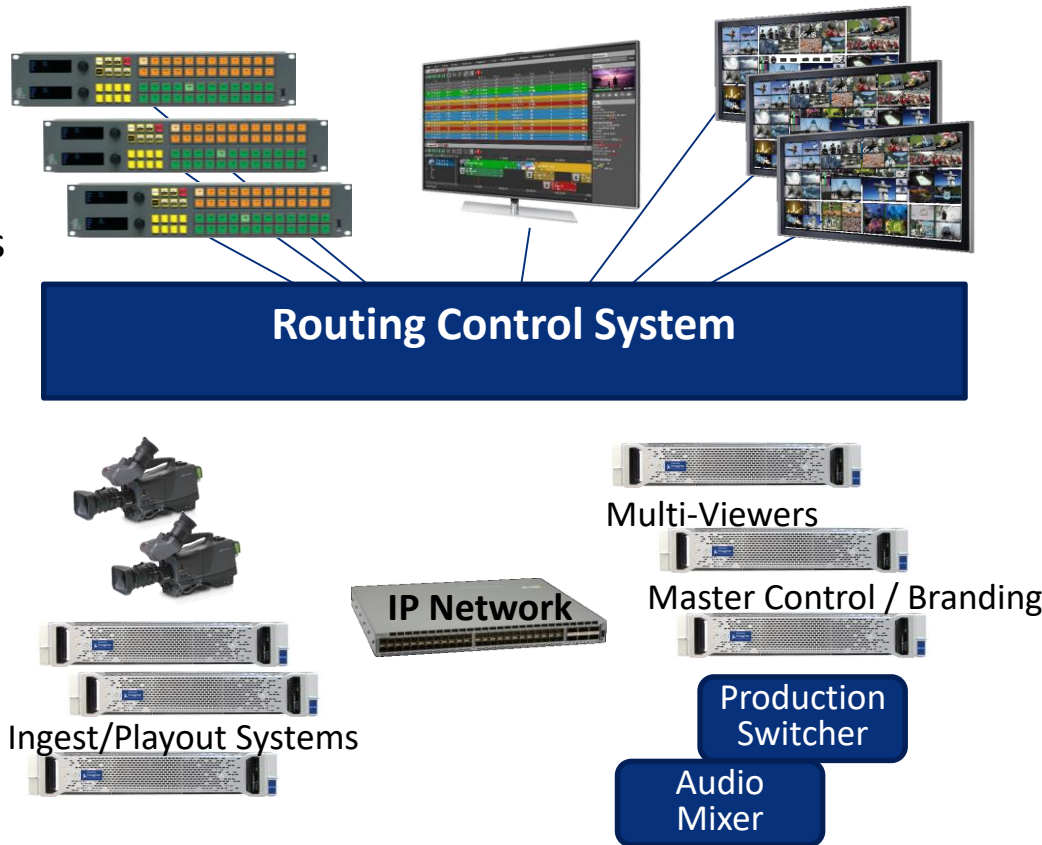 s
Routing Control System
Multi-Viewers
IP Network
Master Control / Branding
Production
Switcher
Ingest/Playout Systems
Audio
Mixer